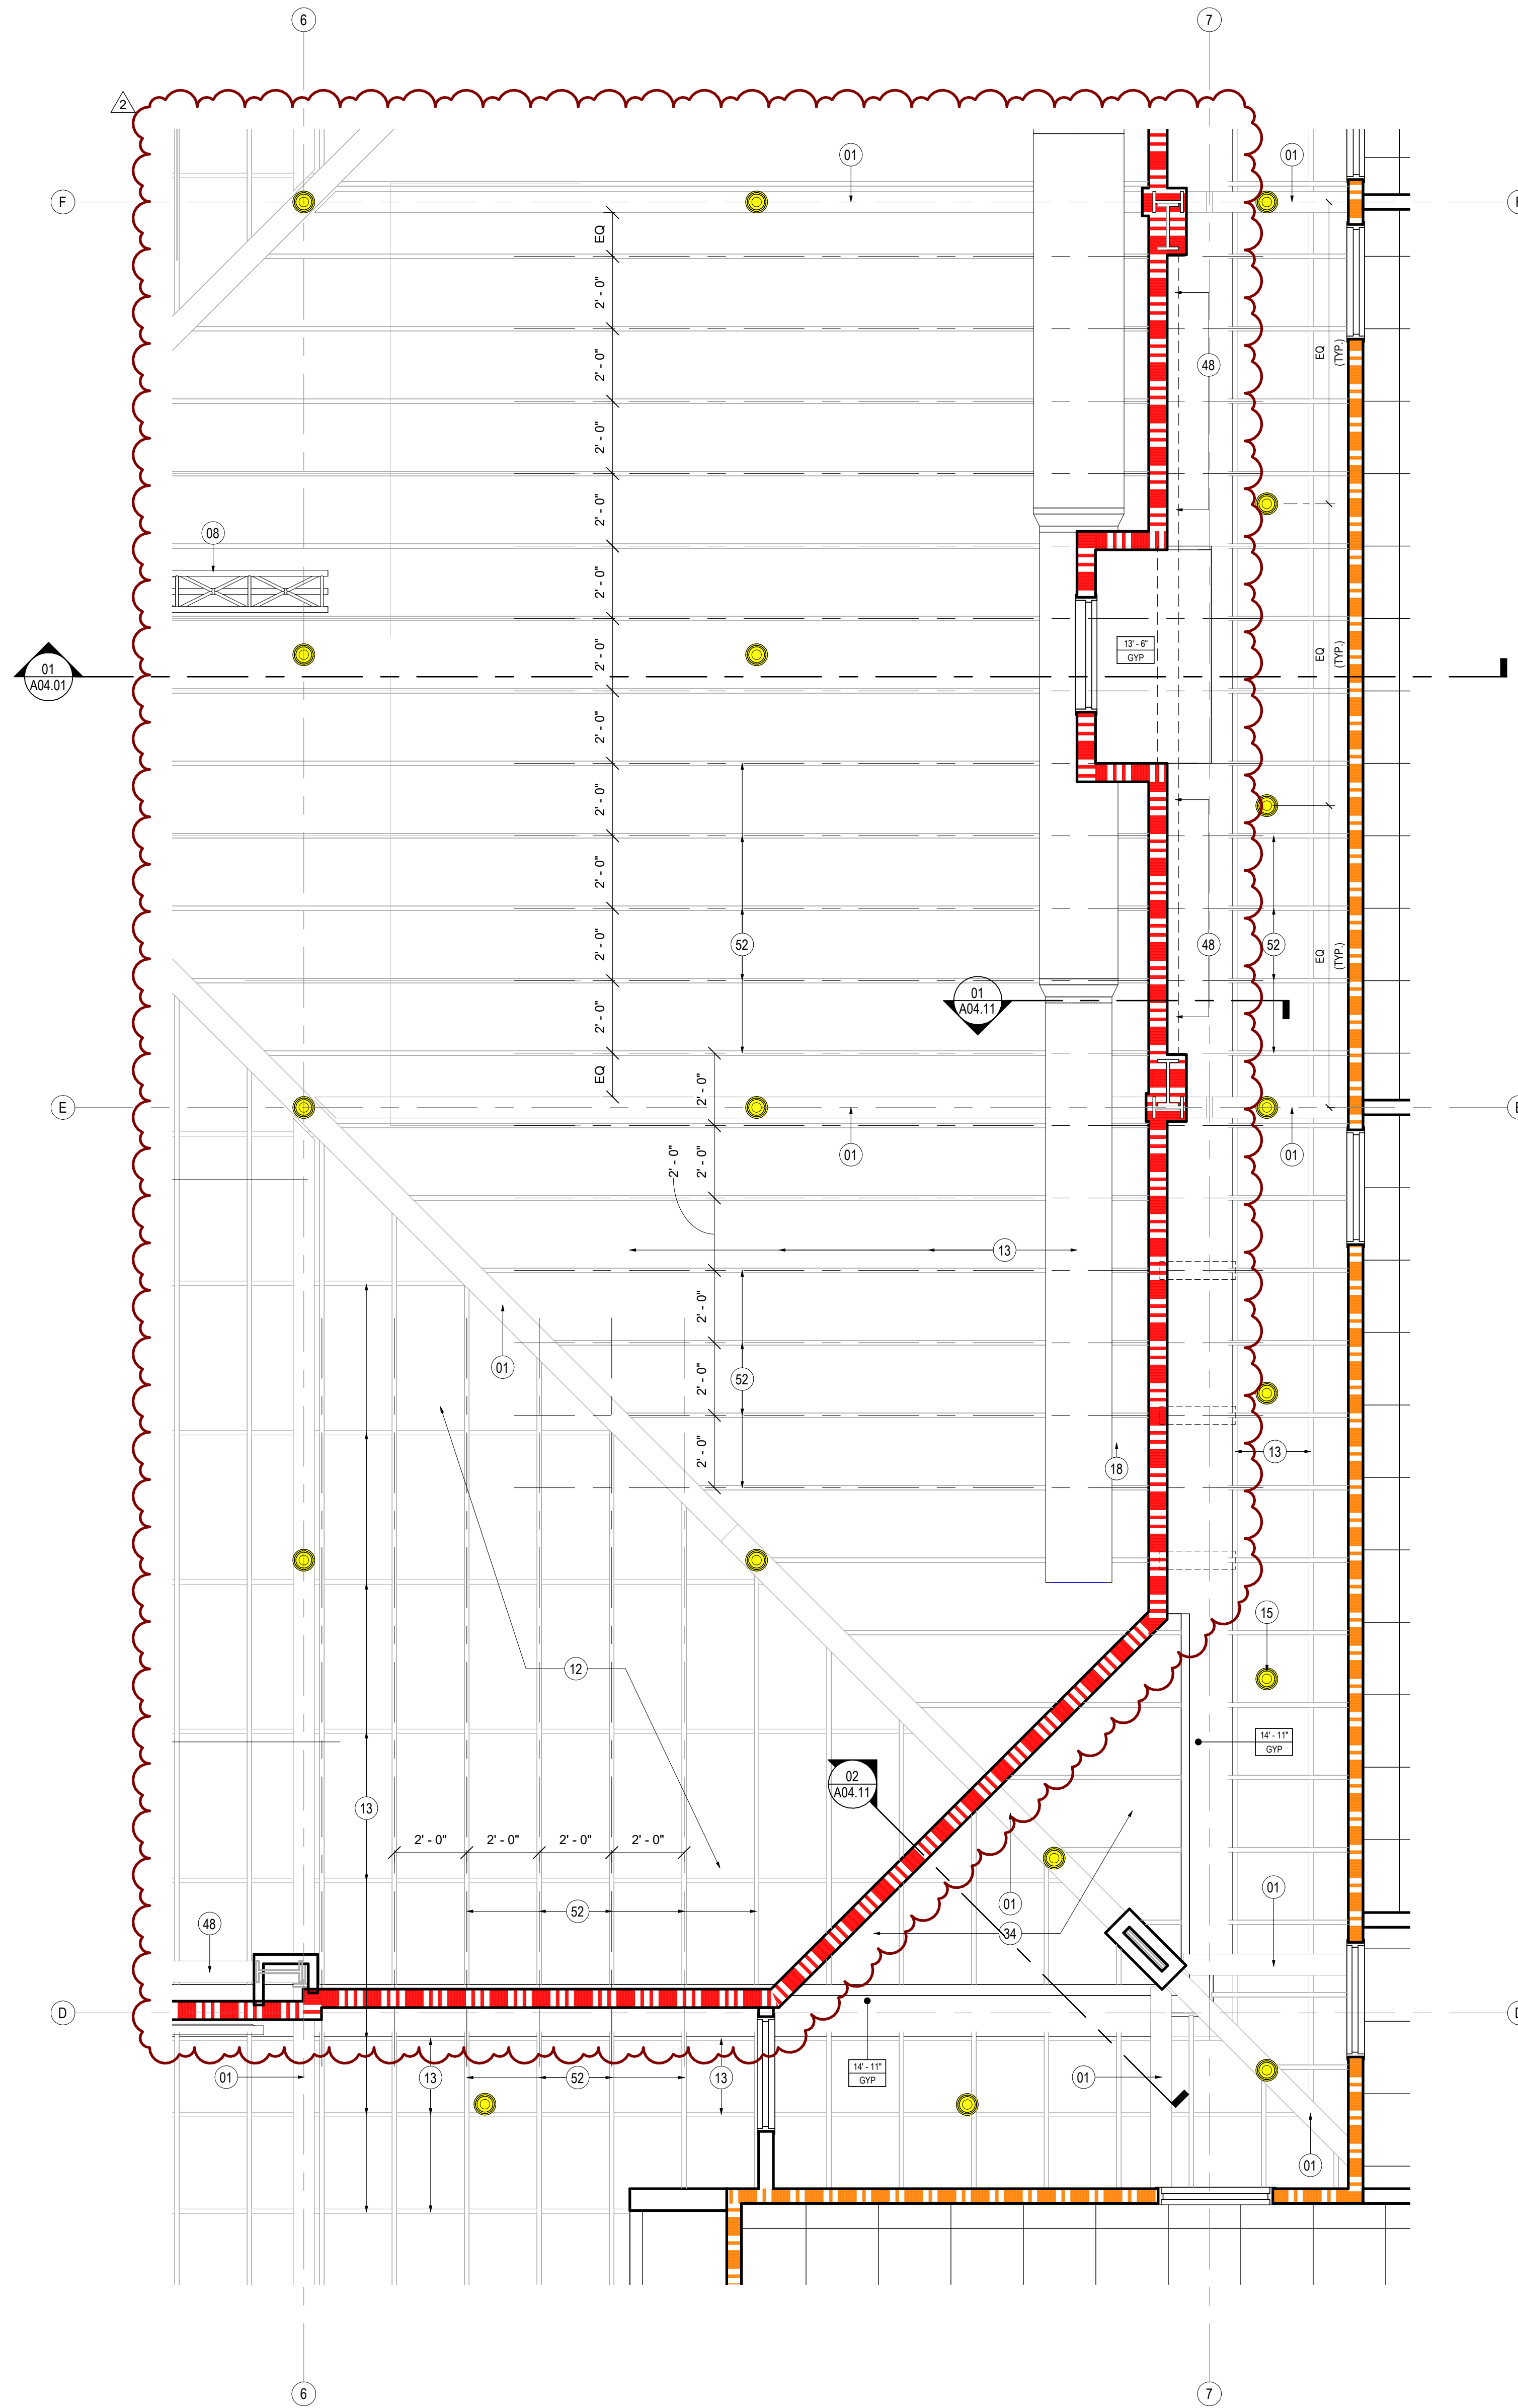 6
7
2
01
01
F
F
EQ
2' - 0"
2' - 0"
48
EQ
(TYP.)
2' - 0"
2' - 0"
08
2' - 0"
01
A04.01
2' - 0"
13' - 6"
GYP
EQ
(TYP.)
2' - 0"
2' - 0"
2' - 0"
52
48
52
EQ
(TYP.)
2' - 0"
01
A04.11
2' - 0"
EQ
2' - 0"
E
E
01
01
2' - 0"
2' - 0"
13
2' - 0"
01
2' - 0"
52
2' - 0"
13
18
15
12
14' - 11"
GYP
02
A04.11
13
2' - 0"
2' - 0"
2' - 0"
2' - 0"
01
01
52
48
34
D
D
14' - 11"
GYP
01
13
52
13
01
01
6
7